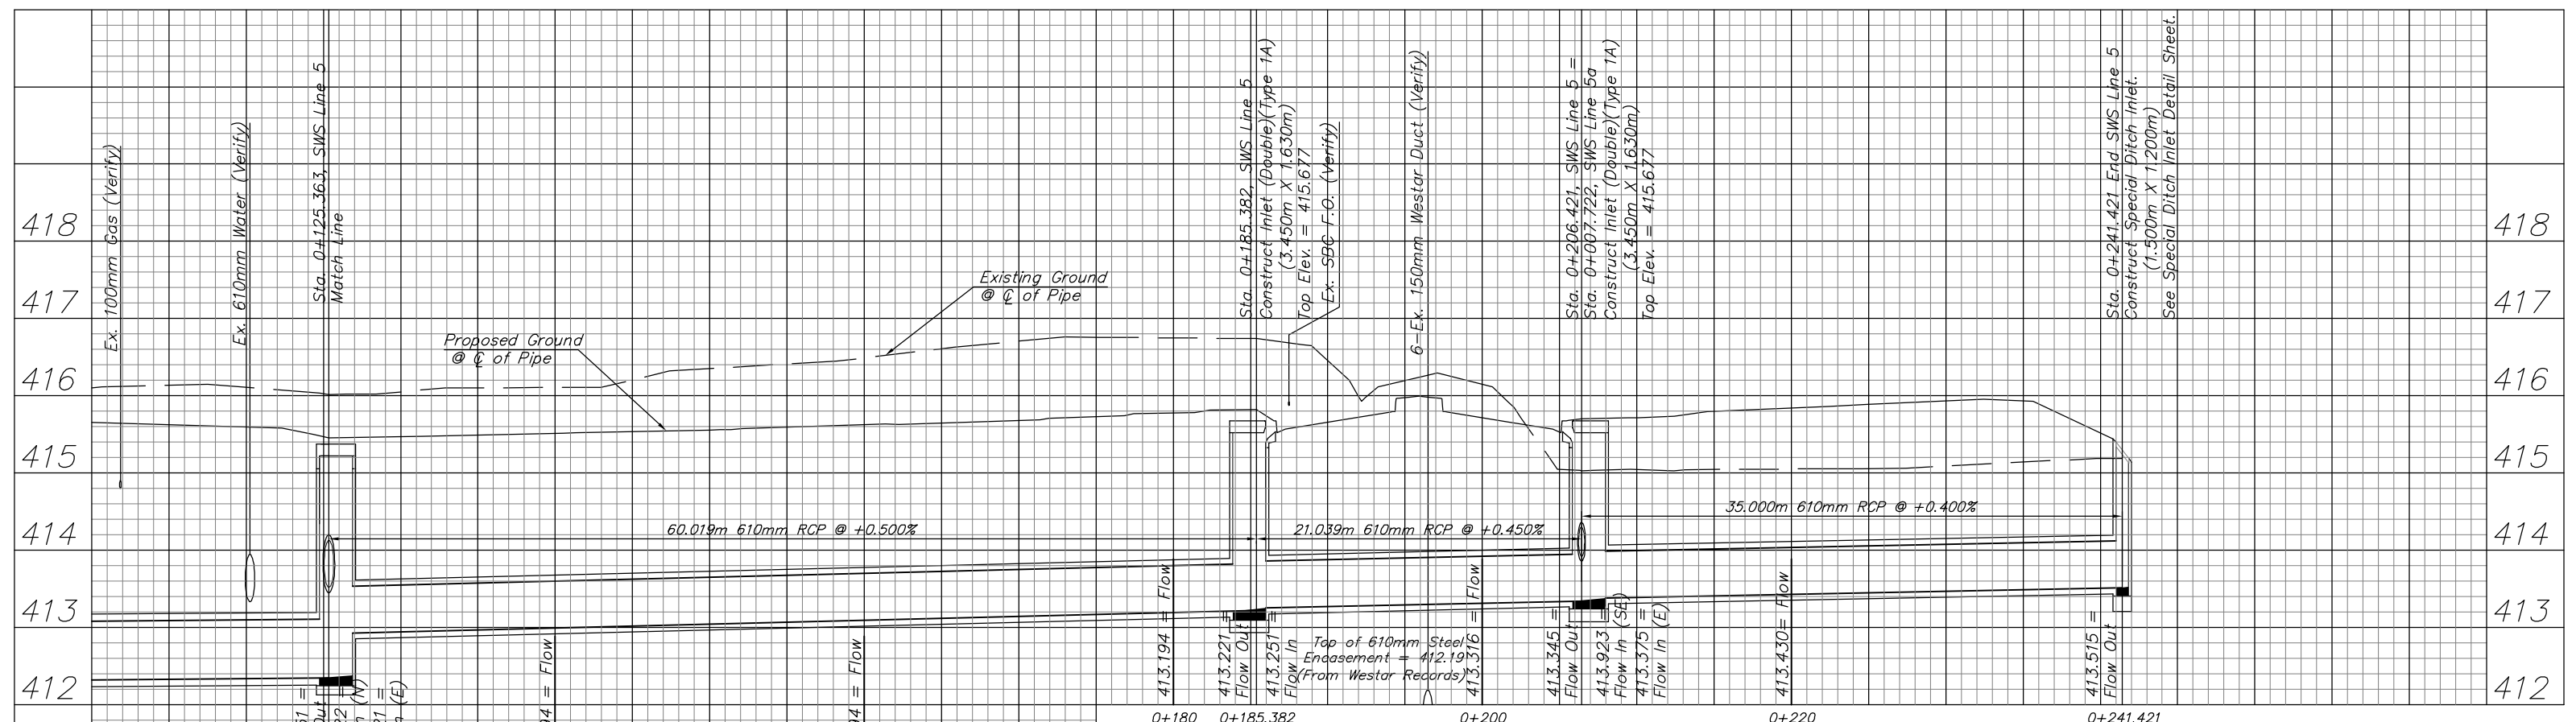 418
417
416
415
414
413
412
Ex. 100mm Gas (Verify)
Ex. 610mm Water (Verify)
Sta. 0+125.363, SWS Line 5
Match Line
Proposed Ground
@ ℄ of Pipe
Existing Ground
@ ℄ of Pipe
Sta. 0+185.382, SWS Line 5
Construct Inlet (Double)(Type 1A)
(3.450m X 1.630m)
Top Elev. = 415.677
Ex. SBC F.O. (Verify)
6-Ex. 150mm Westar Duct (Verify)
Sta. 0+206.421, SWS Line 5 =
Sta. 0+007.722, SWS Line 5a
Construct Inlet (Double)(Type 1A)
(3.450m X 1.630m)
Top Elev. = 415.677
Sta. 0+241.421 End SWS Line 5
Construct Special Ditch Inlet.
(1.500m X 1.200m)
See Special Ditch Inlet Detail Sheet.
60.019m 610mm RCP @ +0.500%
21.039m 610mm RCP @ +0.450%
35.000m 610mm RCP @ +0.400%
(N)
(E)
94 = Flow
94 = Flow
413.194 = Flow
413.221 =
Flow Out
413.251 =
Flow In
Top of 610mm Steel
Encasement = 412.19
(From Westar Records)
413.316 = Flow
413.345 =
Flow Out
413.923 =
Flow In (SE)
413.375 =
Flow In (E)
413.430= Flow
413.515 =
Flow Out
0+180
0+185.382
0+200
0+220
0+241.421
418
417
416
415
414
413
412